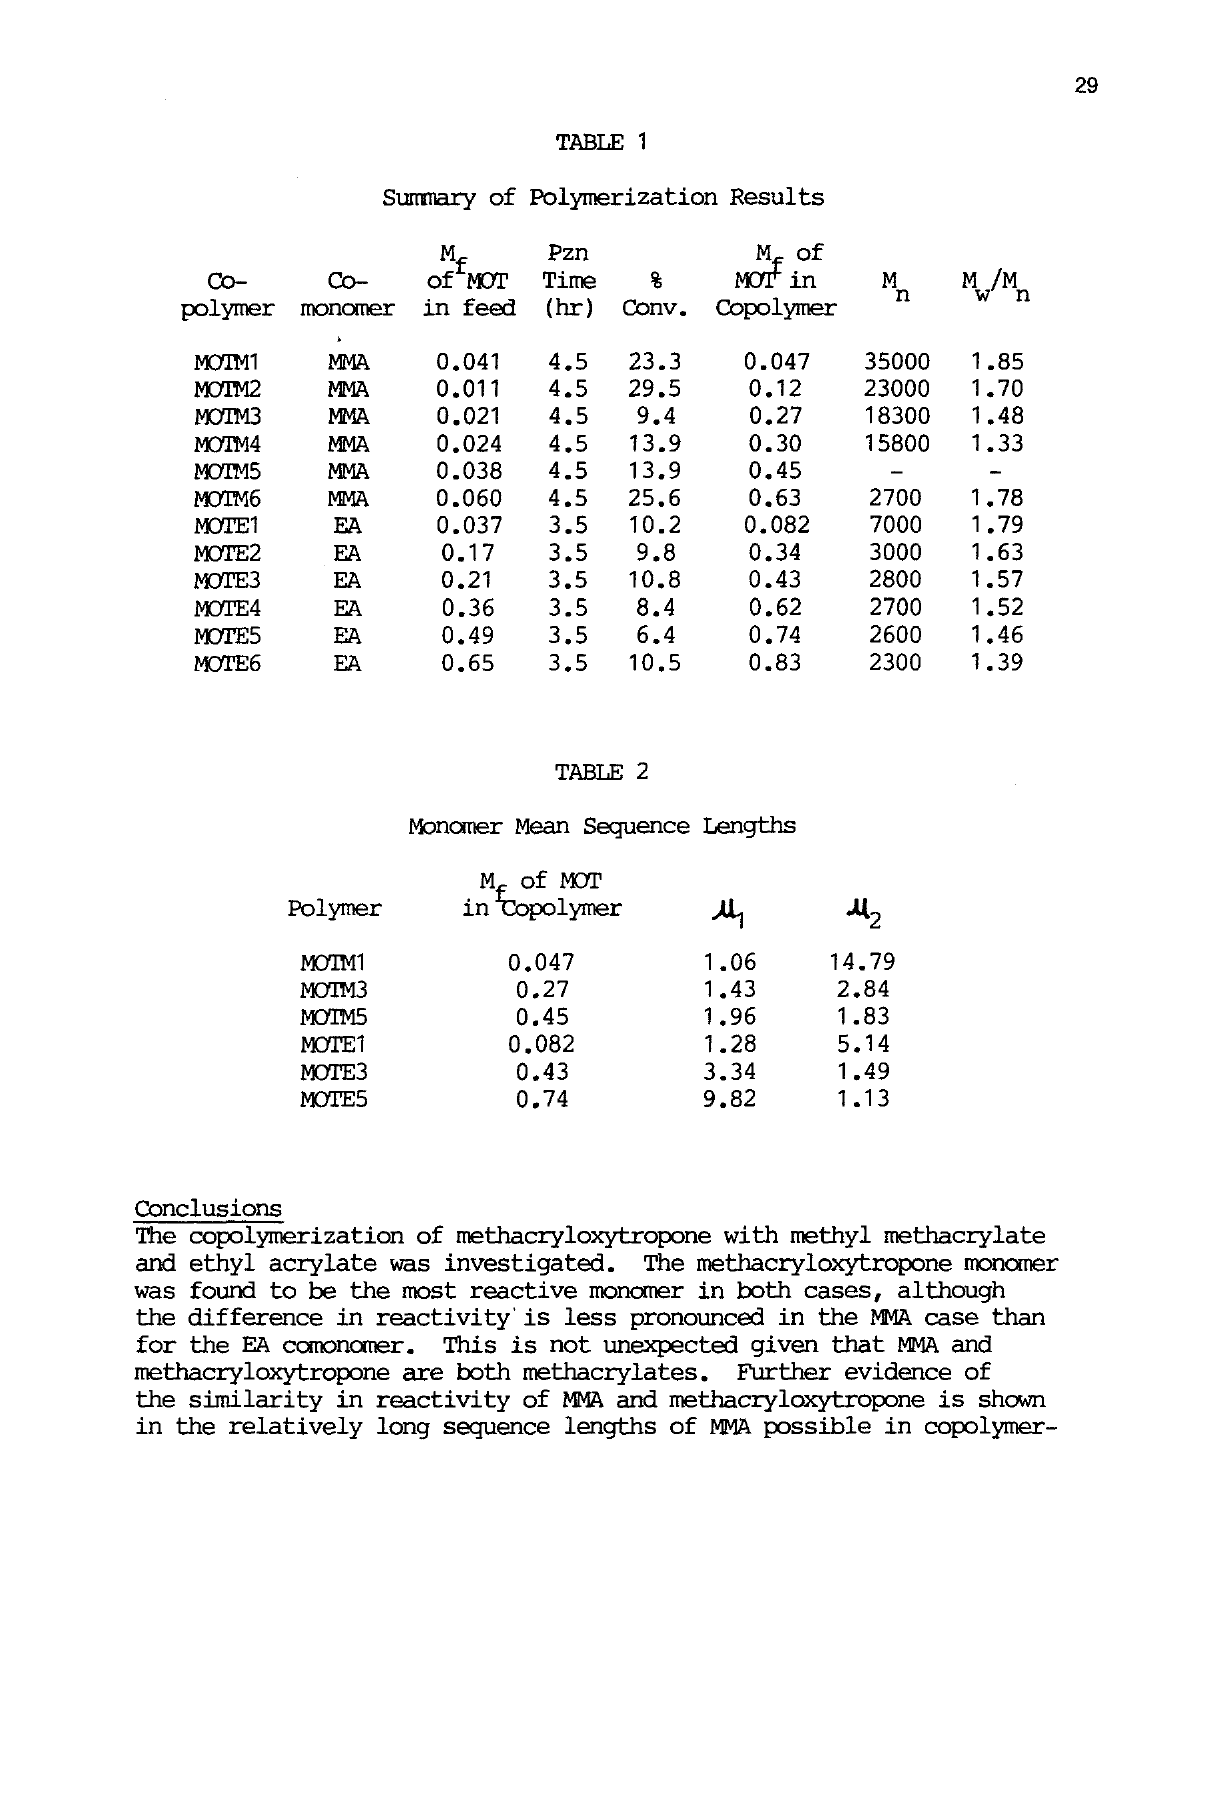 29
TABLE 1
Summary of Polymerization Results
Mf Pzn Mf of
Co- Co- of MOT Time % MOT in Mn Mw/Mn
polymer monomer in feed (hr) Conv. Copolymer
MOTM1 MMA 0.041 4.5 23.3 0.047 35000 1.85
MOTM2 MMA 0.011 4.5 29.5 0.12 23000 1.70
MOTM3 MMA 0.021 4.5 9.4 0.27 18300 1.48
MOTM4 MMA 0.024 4.5 13.9 0.30 15800 1.33
MOTM5 MMA 0.038 4.5 13.9 0.45 - -
MOTM6 MMA 0.060 4.5 25.6 0.63 2700 1.78
MOTE1 EA 0.037 3.5 10.2 0.082 7000 1.79
MOTE2 EA 0.17 3.5 9.8 0.34 3000 1.63
MOTE3 EA 0.21 3.5 10.8 0.43 2800 1.57
MOTE4 EA 0.36 3.5 8.4 0.62 2700 1.52
MOTE5 EA 0.49 3.5 6.4 0.74 2600 1.46
MOTE6 EA 0.65 3.5 10.5 0.83 2300 1.39
TABLE 2
Monomer Mean Sequence Lengths
Mf of MOT
Polymer in Copolymer μ1 μ2
MOTM1 0.047 1.06 14.79
MOTM3 0.27 1.43 2.84
MOTM5 0.45 1.96 1.83
MOTE1 0.082 1.28 5.14
MOTE3 0.43 3.34 1.49
MOTE5 0.74 9.82 1.13
Conclusions
The copolymerization of methacryloxytropone with methyl methacrylate
and ethyl acrylate was investigated. The methacryloxytropone monomer
was found to be the most reactive monomer in both cases, although
the difference in reactivity is less pronounced in the MMA case than
for the EA comonomer. This is not unexpected given that MMA and
methacryloxytropone are both methacrylates. Further evidence of
the similarity in reactivity of MMA and methacryloxytropone is shown
in the relatively long sequence lengths of MMA possible in copolymer-